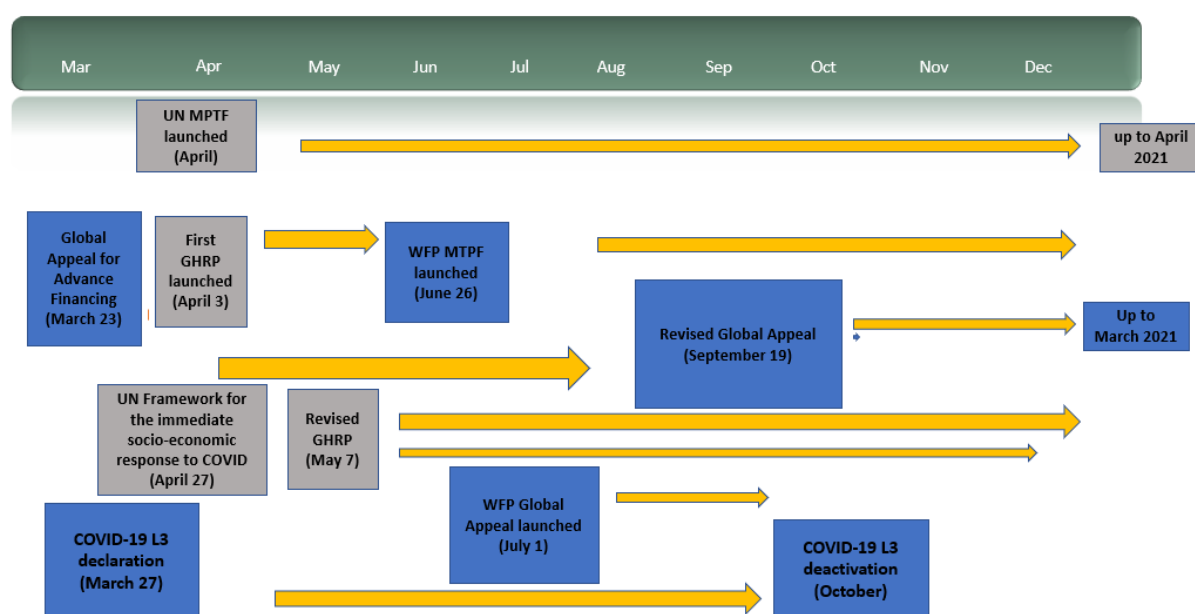 Mar Apr May Jun Jul Aug Sep Oct Nov Dec
UN MPTF
launched
(April)
up to April
2021
Global
Appeal for
Advance
Financing
(March 23)
First
GHRP
launched
(April 3)
WFP MTPF
launched
(June 26)
Revised Global Appeal
(September 19)
Up to
March 2021
UN Framework for
the immediate
socio-economic
response to COVID
(April 27)
Revised
GHRP
(May 7)
WFP Global
Appeal launched
(July 1)
COVID-19 L3
declaration
(March 27)
COVID-19 L3
deactivation
(October)